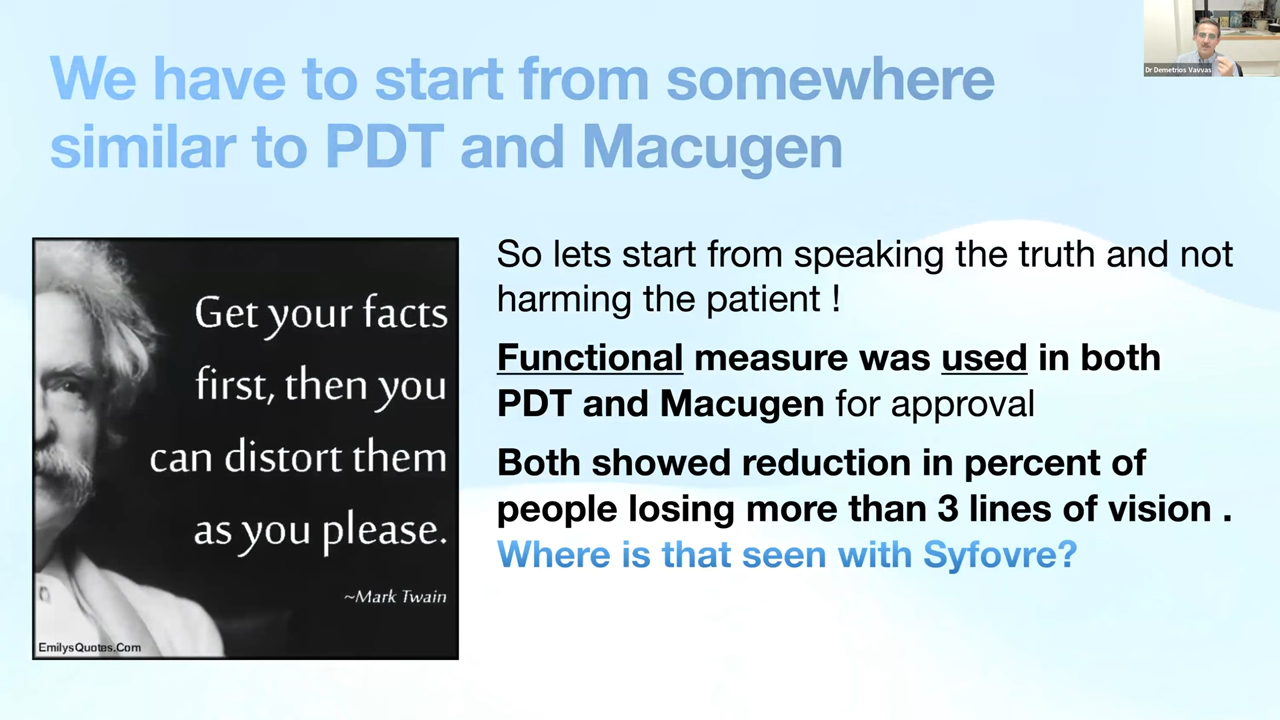 We have to start from somewhere
similar to PDT and Macugen
Dr Demetrios Vavvas
Get your facts
first, then you
can distort them
as you please.
~Mark Twain
EmilysQuotes.Com
So lets start from speaking the truth and not
harming the patient !
Functional measure was used in both
PDT and Macugen for approval
Both showed reduction in percent of
people losing more than 3 lines of vision .
Where is that seen with Syfovre?